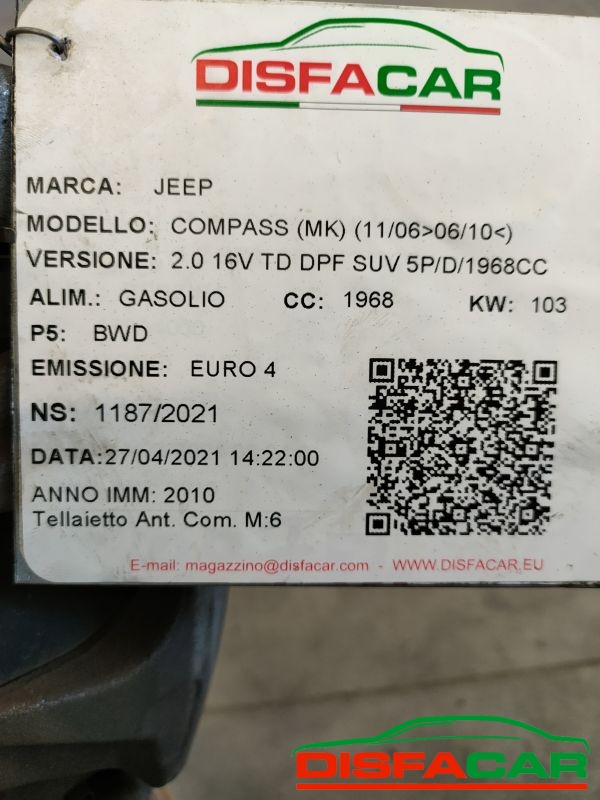 DISFACAR
MARCA: JEEP
MODELLO: COMPASS (MK) (11/06>06/10<)
VERSIONE: 2.0 16V TD DPF SUV 5P/D/1968CC
ALIM.: GASOLIO CC: 1968 KW: 103
P5: BWD
EMISSIONE: EURO 4
NS: 1187/2021
DATA:27/04/2021 14:22:00
ANNO IMM: 2010
Tellaietto Ant. Com. M:6
E-mail: magazzino@disfacar.com - WWW.DISFACAR.EU
DISFACAR